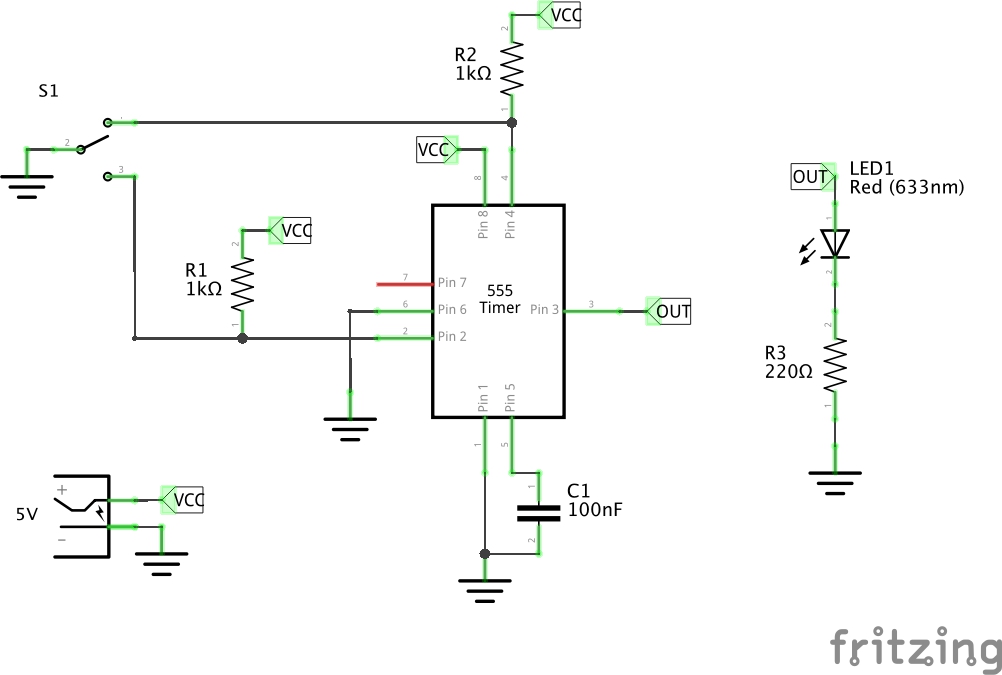 VCC
2
R2
1kΩ
1
S1
2
3
VCC
8
4
OUT
LED1
Red (633nm)
1
2
VCC
2
R1
1kΩ
1
Pin 8
Pin 4
7
Pin 7
6
Pin 6
2
Pin 2
555
Timer
Pin 3
3
OUT
2
R3
220Ω
1
Pin 1
Pin 5
1
5
5V
+
−
VCC
1
C1
100nF
2
fritzing